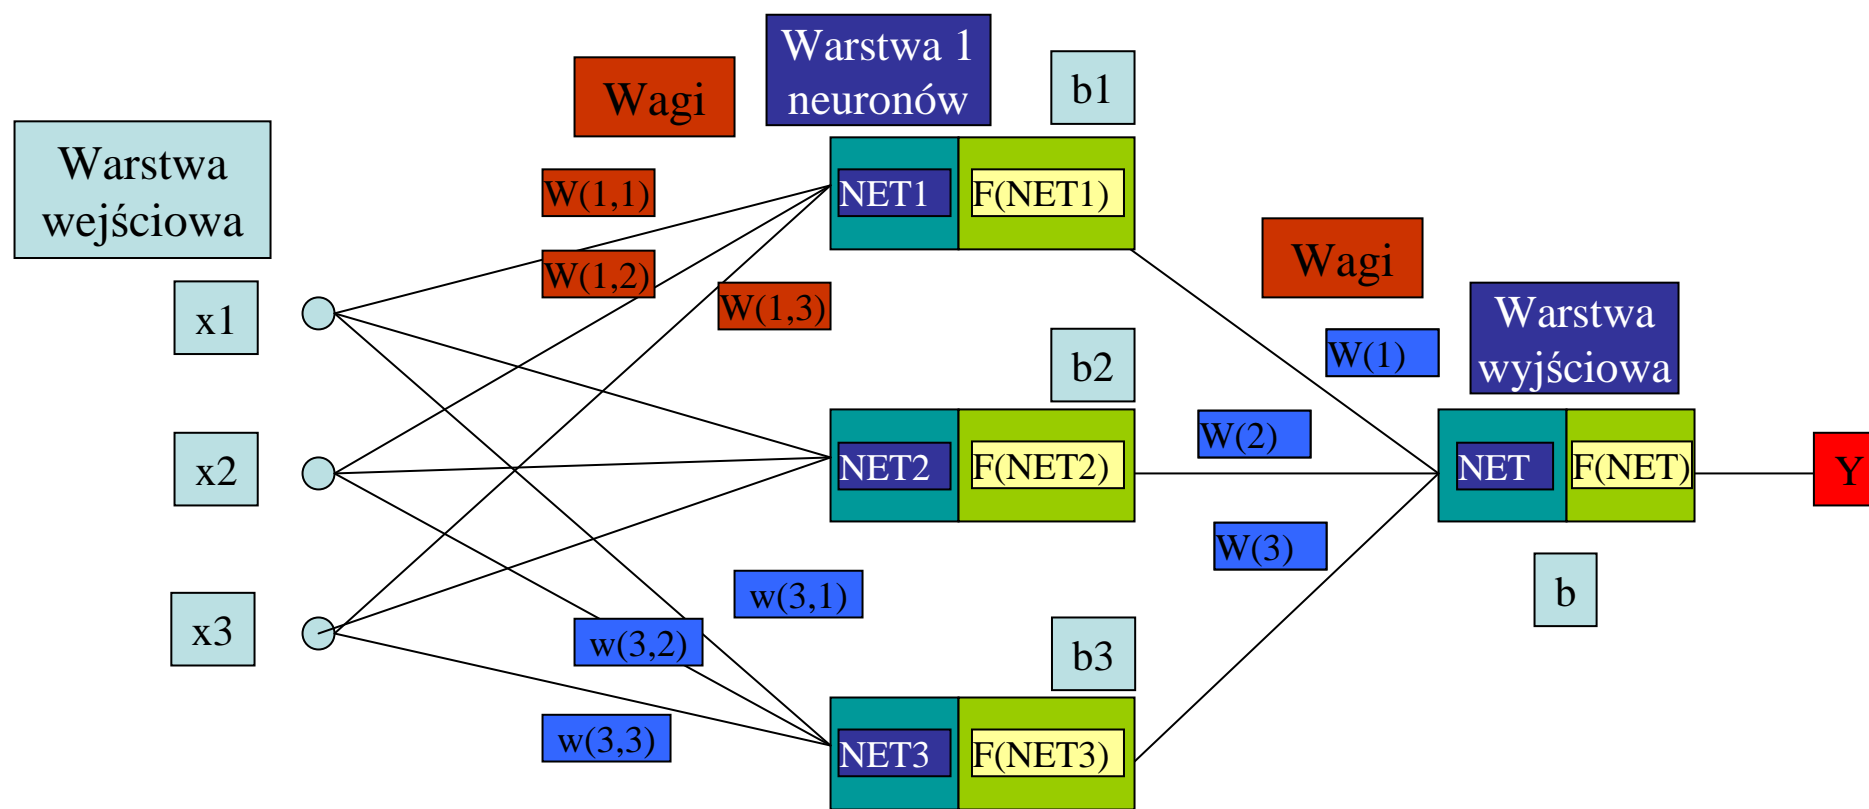 Warstwa 1
neuronów
b1
Wagi
Warstwa
wejściowa
W(1,1)
NET1
F(NET1)
W(1,2)
W(1,3)
Wagi
x1
Warstwa
wyjściowa
b2
W(1)
W(2)
x2
NET2
F(NET2)
NET
F(NET)
Y
W(3)
w(3,1)
b
x3
w(3,2)
b3
w(3,3)
NET3
F(NET3)